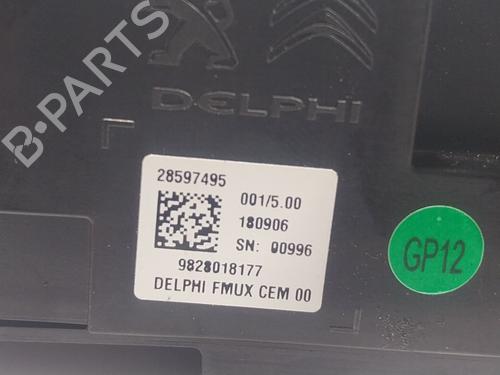 B-PARTS
DELPHI
28597495
001/5.00
180906
SN: 00996
9828018177
DELPHI FMUX CEM 00
GP12